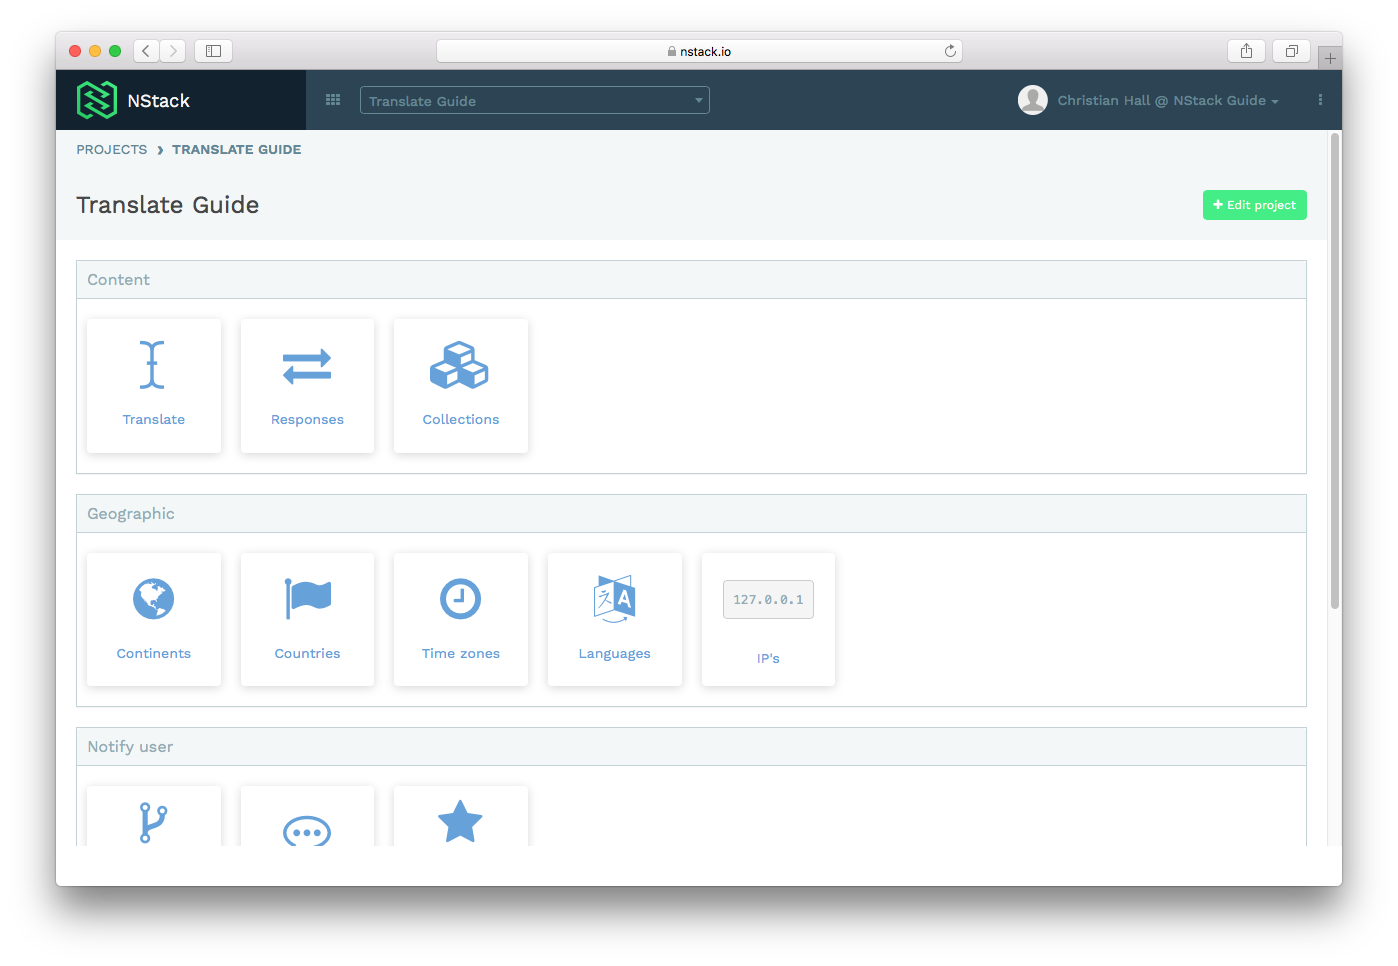 nstack.io
NStack
Translate Guide
Christian Hall @ NStack Guide
PROJECTS › TRANSLATE GUIDE
Translate Guide
+ Edit project
Content
Translate
Responses
Collections
Geographic
Continents
Countries
Time zones
A
Languages
127.0.0.1
IP's
Notify user